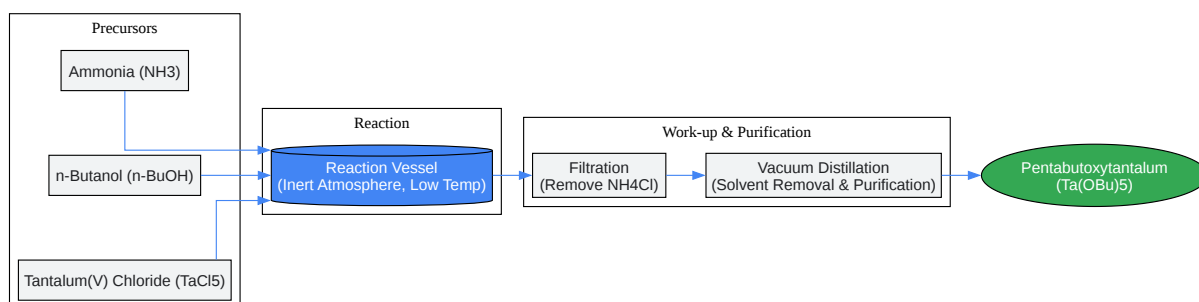 Precursors
Ammonia (NH3)
n-Butanol (n-BuOH)
Tantalum(V) Chloride (TaCl5)
Reaction
Reaction Vessel
(Inert Atmosphere, Low Temp)
Work-up & Purification
Filtration
(Remove NH4Cl)
Vacuum Distillation
(Solvent Removal & Purification)
Pentabutoxytantalum
(Ta(OBu)5)